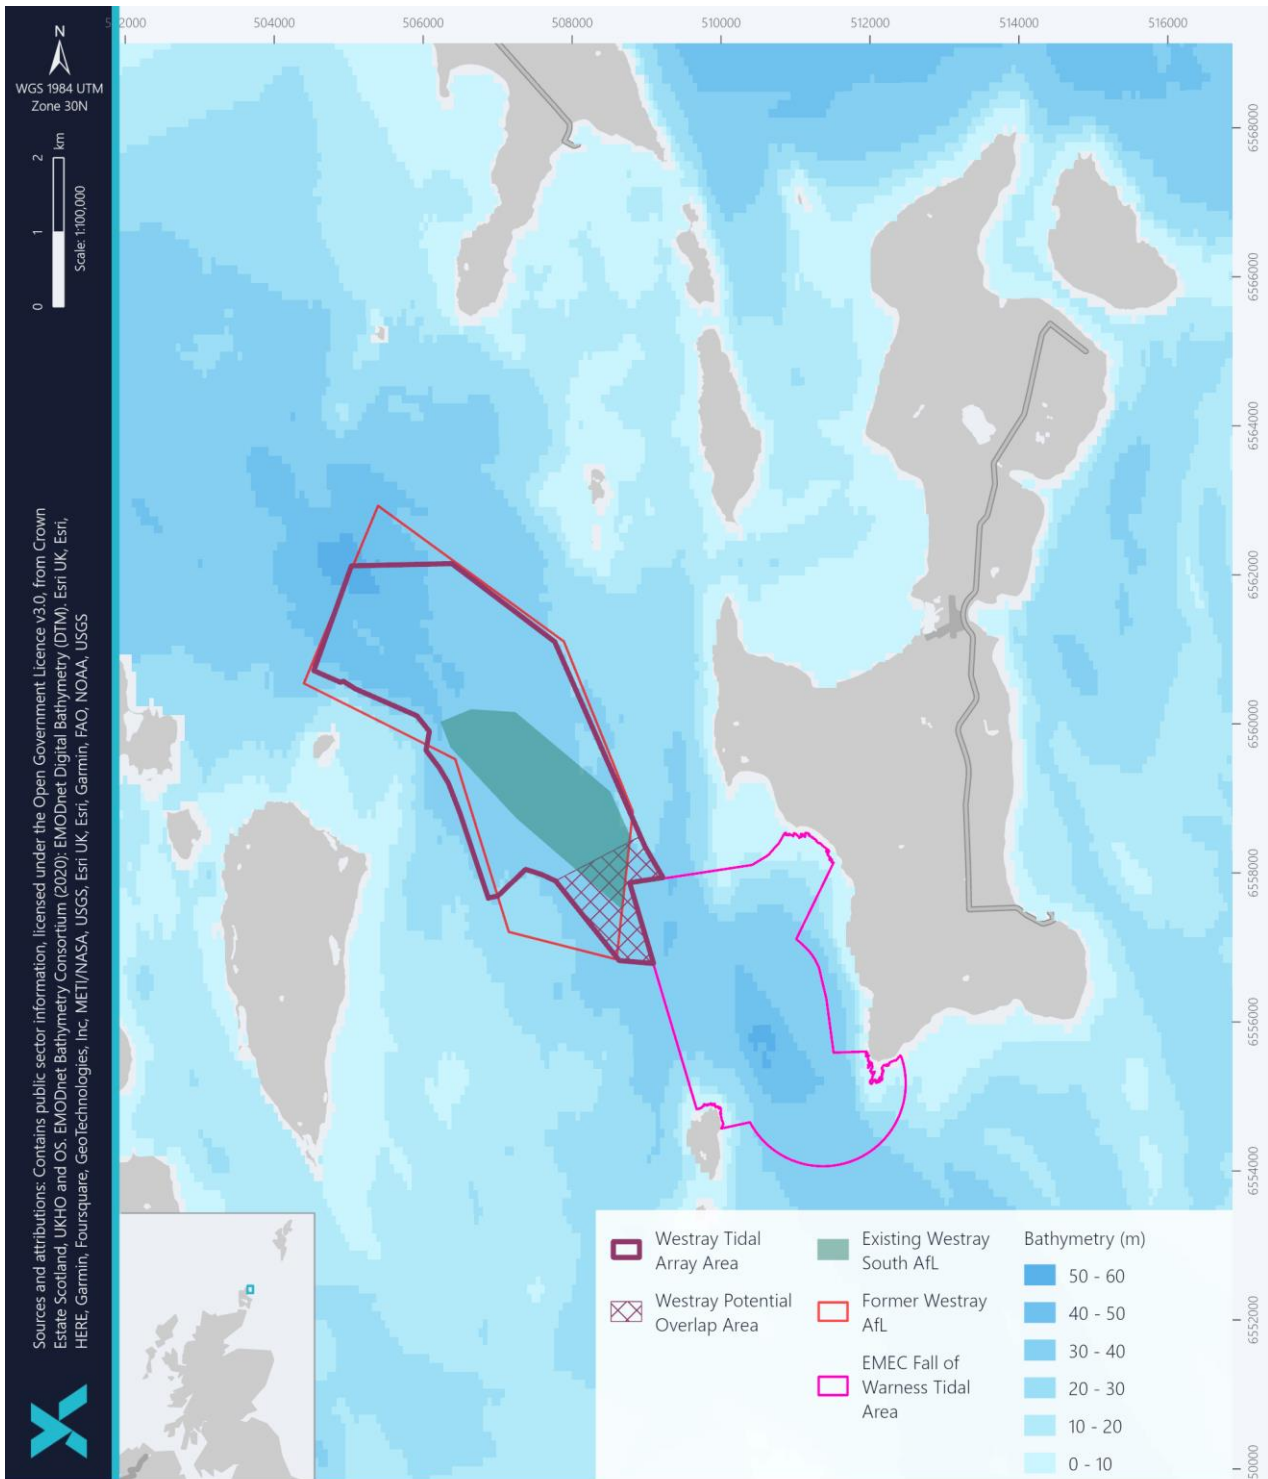 502000
504000
506000
508000
510000
512000
514000
516000
N
WGS 1984 UTM
Zone 30N
0
1
2
km
Scale: 1:100,000
Sources and attributions: Contains public sector information, licensed under the Open Government Licence v3.0, from Crown
Estate Scotland, UKHO and OS. EMODnet Bathymetry Consortium (2020): EMODnet Digital Bathymetry (DTM). Esri UK, Esri,
HERE, Garmin, Foursquare, GeoTechnologies, Inc, METI/NASA, USGS, Esri UK, Esri, Garmin, FAO, NOAA, USGS
6568000
6566000
6564000
6562000
6560000
6558000
6556000
6554000
6552000
Westray Tidal
Array Area
Westray Potential
Overlap Area
Existing Westray
South AfL
Former Westray
AfL
EMEC Fall of
Warness Tidal
Area
Bathymetry (m)
50 - 60
40 - 50
30 - 40
20 - 30
10 - 20
0 - 10